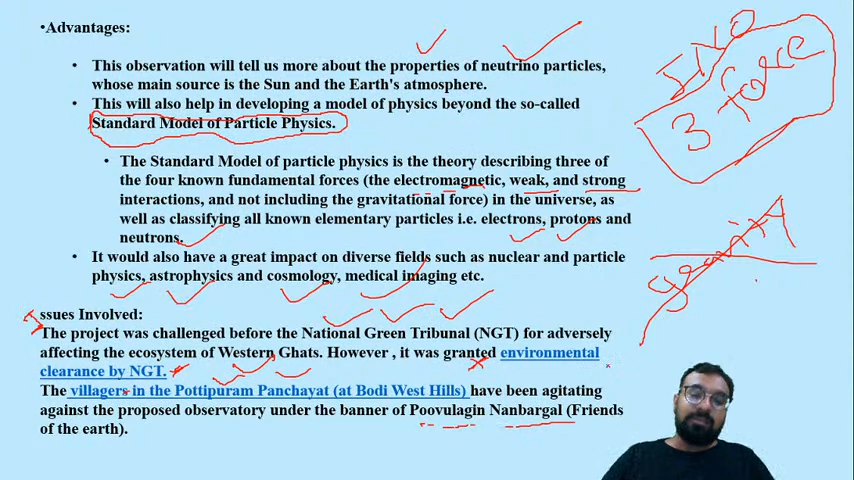 •Advantages:
• This observation will tell us more about the properties of neutrino particles,
whose main source is the Sun and the Earth's atmosphere.
• This will also help in developing a model of physics beyond the so-called
Standard Model of Particle Physics.
• The Standard Model of particle physics is the theory describing three of
the four known fundamental forces (the electromagnetic, weak, and strong
interactions, and not including the gravitational force) in the universe, as
well as classifying all known elementary particles i.e. electrons, protons and
neutrons.
• It would also have a great impact on diverse fields such as nuclear and particle
physics, astrophysics and cosmology, medical imaging etc.
Issues Involved:
The project was challenged before the National Green Tribunal (NGT) for adversely
affecting the ecosystem of Western Ghats. However , it was granted environmental
clearance by NGT.
The villagers in the Pottipuram Panchayat (at Bodi West Hills) have been agitating
against the proposed observatory under the banner of Poovulagin Nanbargal (Friends
of the earth).
INO
3 force
gravity